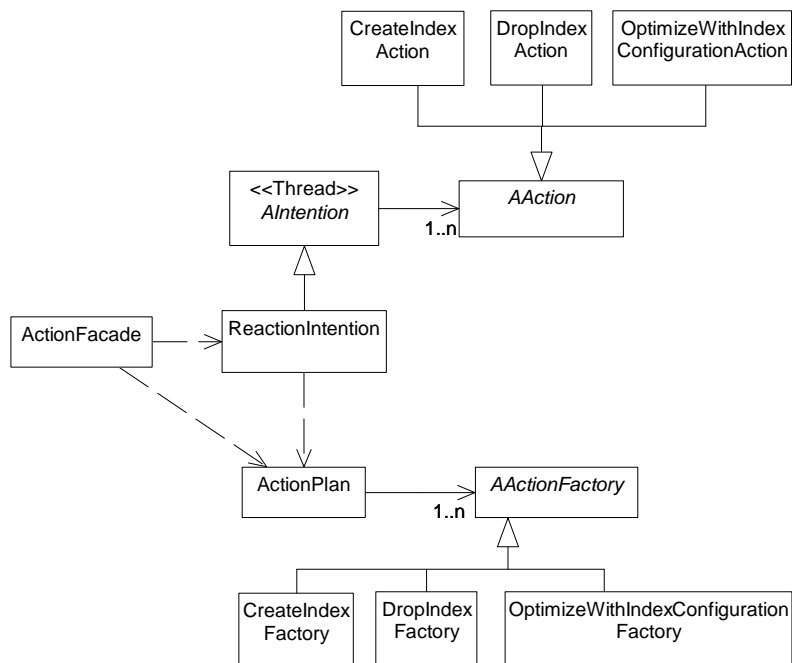 CreateIndex
Action
DropIndex
Action
OptimizeWithIndex
ConfigurationAction
<<Thread>>
AIntention
1..n
AAction
ActionFacade
ReactionIntention
ActionPlan
1..n
AActionFactory
CreateIndex
Factory
DropIndex
Factory
OptimizeWithIndexConfiguration
Factory